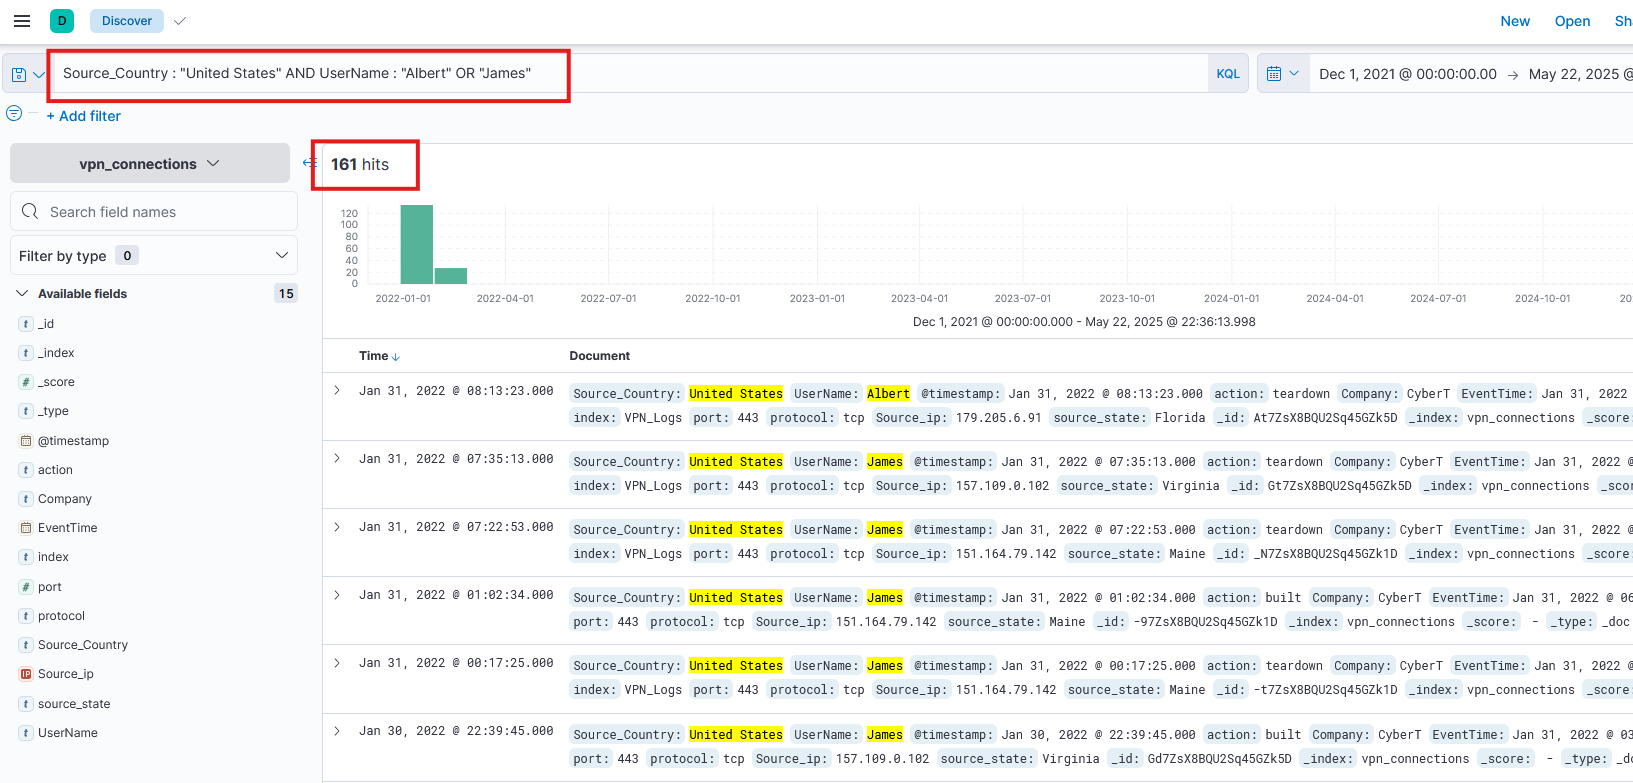 D Discover New Open Sha
Source_Country : "United States" AND UserName : "Albert" OR "James" KQL Dec 1, 2021 @ 00:00:00.00 → May 22, 2025 @
+ Add filter
vpn_connections
161 hits
Search field names
Filter by type 0
Available fields 15
t _id
t _index
# _score
t _type
@timestamp
t action
t Company
EventTime
t index
# port
t protocol
t Source_Country
IP Source_ip
t source_state
t UserName
120
100
80
60
40
20
0
2022-01-01 2022-04-01 2022-07-01 2022-10-01 2023-01-01 2023-04-01 2023-07-01 2023-10-01 2024-01-01 2024-04-01 2024-07-01 2024-10-01 20
Dec 1, 2021 @ 00:00:00.000 - May 22, 2025 @ 22:36:13.998
Time ↓ Document
Jan 31, 2022 @ 08:13:23.000 Source_Country: United States UserName: Albert @timestamp: Jan 31, 2022 @ 08:13:23.000 action: teardown Company: CyberT EventTime: Jan 31, 2022
index: VPN_Logs port: 443 protocol: tcp Source_ip: 179.205.6.91 source_state: Florida _id: At7ZsX8BQU2Sq45GZk5D _index: vpn_connections _score:
Jan 31, 2022 @ 07:35:13.000 Source_Country: United States UserName: James @timestamp: Jan 31, 2022 @ 07:35:13.000 action: teardown Company: CyberT EventTime: Jan 31, 2022 @
index: VPN_Logs port: 443 protocol: tcp Source_ip: 157.109.0.102 source_state: Virginia _id: Gt7ZsX8BQU2Sq45GZk5D _index: vpn_connections _scor
Jan 31, 2022 @ 07:22:53.000 Source_Country: United States UserName: James @timestamp: Jan 31, 2022 @ 07:22:53.000 action: teardown Company: CyberT EventTime: Jan 31, 2022 @
index: VPN_Logs port: 443 protocol: tcp Source_ip: 151.164.79.142 source_state: Maine _id: _N7ZsX8BQU2Sq45GZk1D _index: vpn_connections _score:
Jan 31, 2022 @ 01:02:34.000 Source_Country: United States UserName: James @timestamp: Jan 31, 2022 @ 01:02:34.000 action: built Company: CyberT EventTime: Jan 31, 2022 @ 06
port: 443 protocol: tcp Source_ip: 151.164.79.142 source_state: Maine _id: -97ZsX8BQU2Sq45GZk1D _index: vpn_connections _score: - _type: _doc
Jan 31, 2022 @ 00:17:25.000 Source_Country: United States UserName: James @timestamp: Jan 31, 2022 @ 00:17:25.000 action: teardown Company: CyberT EventTime: Jan 31, 2022 @
index: VPN_Logs port: 443 protocol: tcp Source_ip: 151.164.79.142 source_state: Maine _id: -t7ZsX8BQU2Sq45GZk1D _index: vpn_connections _score:
Jan 30, 2022 @ 22:39:45.000 Source_Country: United States UserName: James @timestamp: Jan 30, 2022 @ 22:39:45.000 action: built Company: CyberT EventTime: Jan 31, 2022 @ 03
port: 443 protocol: tcp Source_ip: 157.109.0.102 source_state: Virginia _id: Gd7ZsX8BQU2Sq45GZk5D _index: vpn_connections _score: - _type: _do